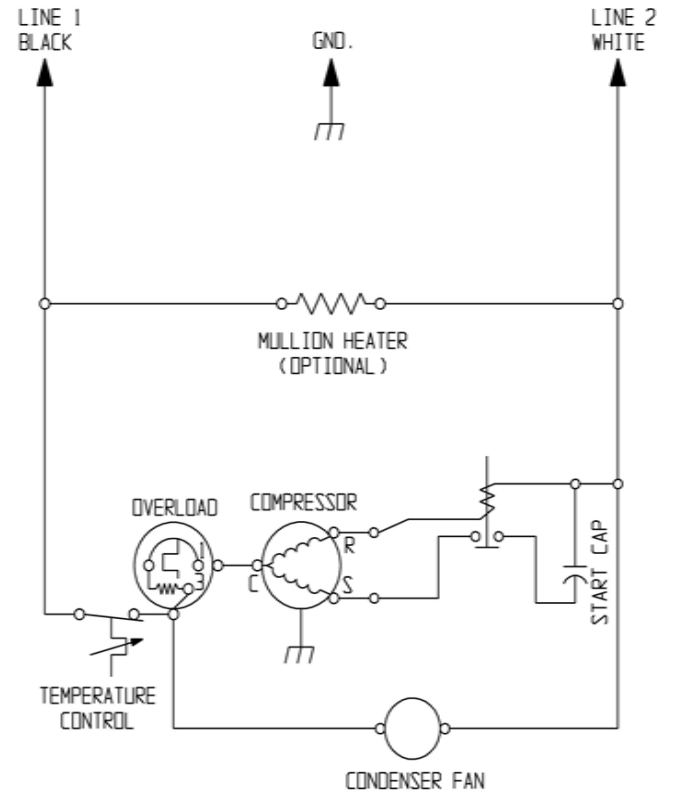 LINE 1
BLACK
GND.
LINE 2
WHITE
MULLION HEATER
(OPTIONAL)
OVERLOAD
COMPRESSOR
1
3
C
R
S
START CAP
TEMPERATURE
CONTROL
CONDENSER FAN